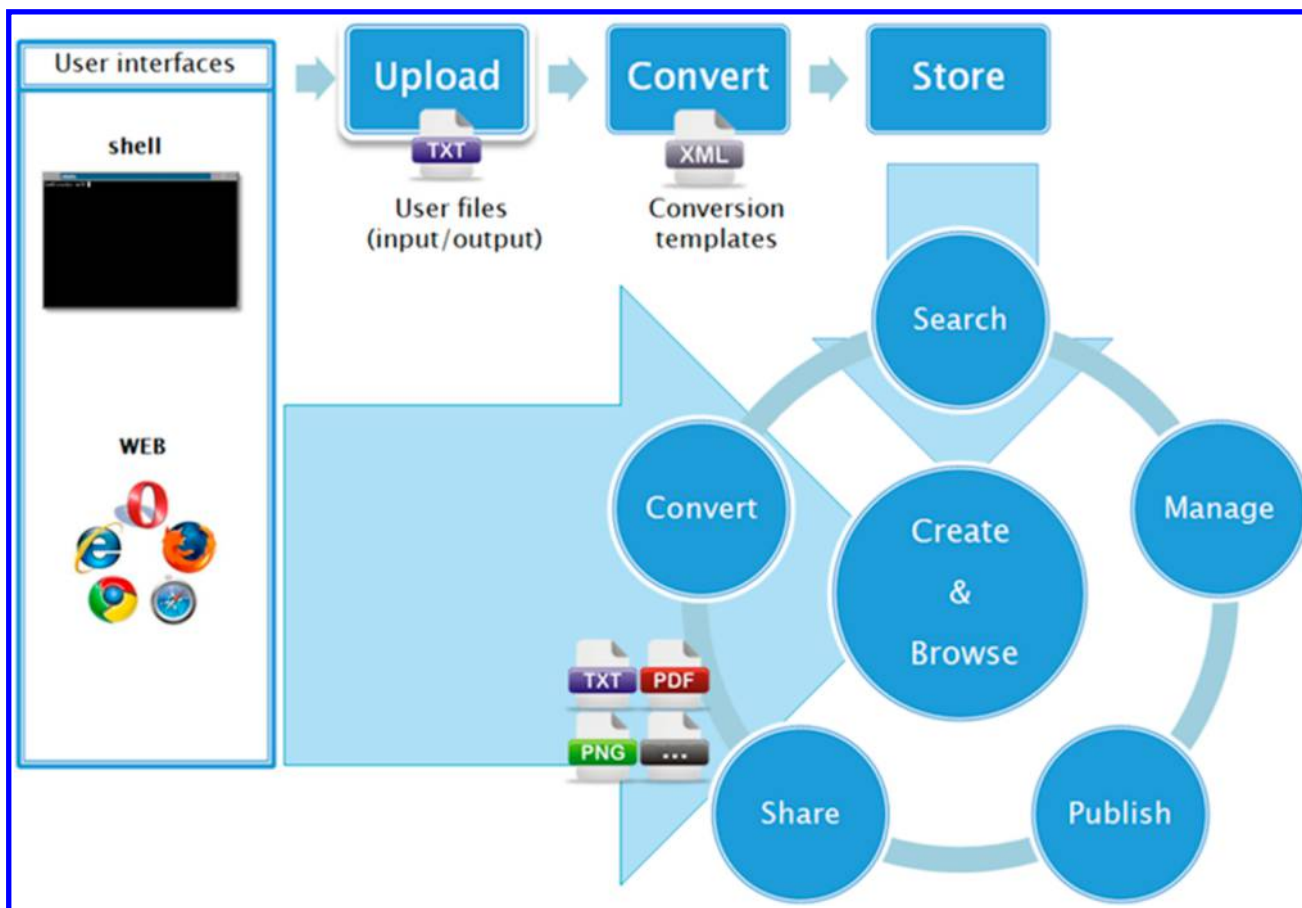 User interfaces
shell
WEB
Upload
TXT
User files
(input/output)
Convert
XML
Conversion
templates
Store
Search
Convert
Manage
Create
&
Browse
TXT
PDF
PNG
...
Share
Publish